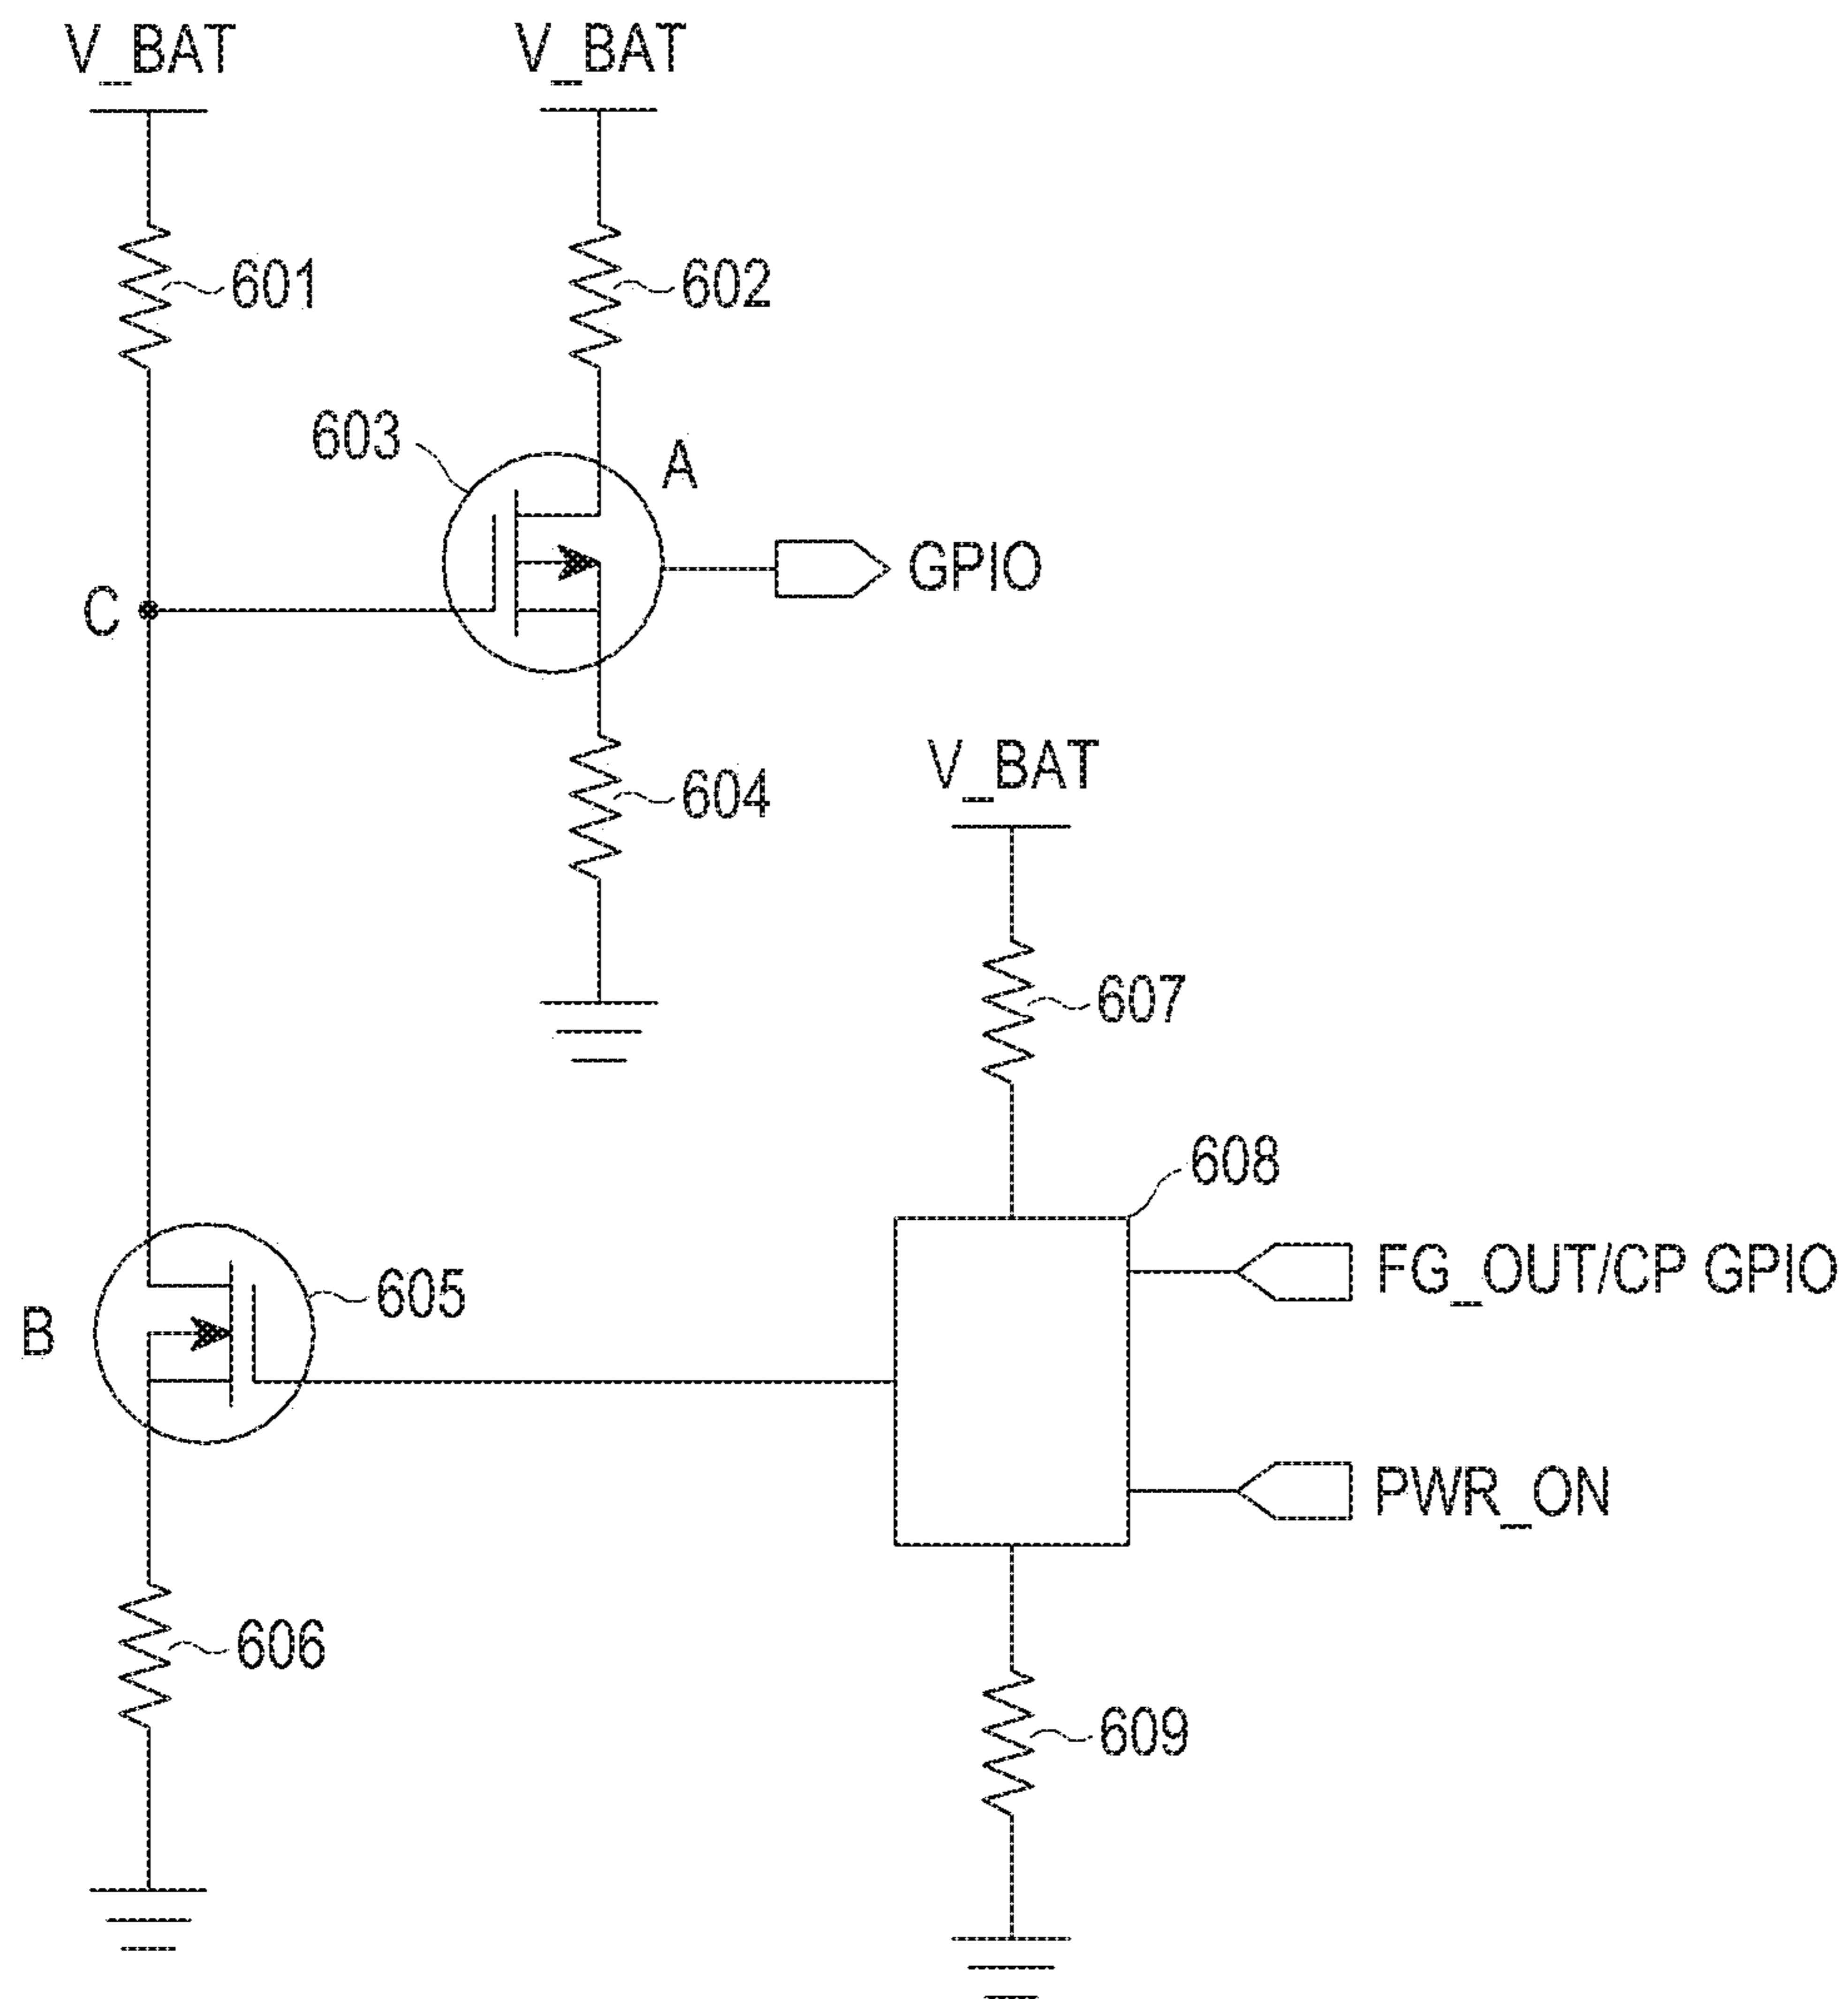 V_BAT
V_BAT
601
602
603
A
GPIO
C
604
V_BAT
607
608
FG_OUT/CP GPIO
605
B
PWR_ON
606
609